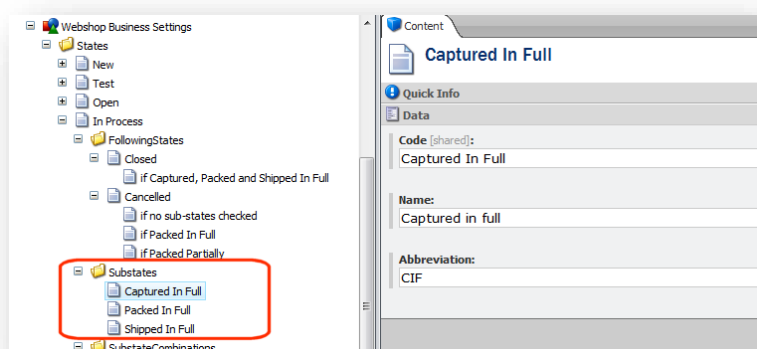 Webshop Business Settings
States
New
Test
Open
In Process
FollowingStates
Closed
if Captured, Packed and Shipped In Full
Cancelled
if no sub-states checked
if Packed In Full
if Packed Partially
Substates
Captured In Full
Packed In Full
Shipped In Full
SubstateCombinations
Content
Captured In Full
Quick Info
Data
Code [shared]:
Captured In Full
Name:
Captured in full
Abbreviation:
CIF